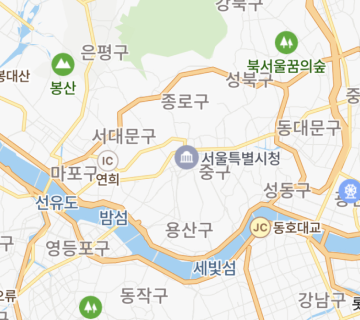 강북구
은평구
북서울꿈의숲
봉대산
성북구
봉산
종로구
서대문구
동대문구
IC
연희
서울특별시청
마포구
중구
성동구
선유도
밤섬
용산구
JC
동호대교
영등포구
세빛섬
동작구
강남구